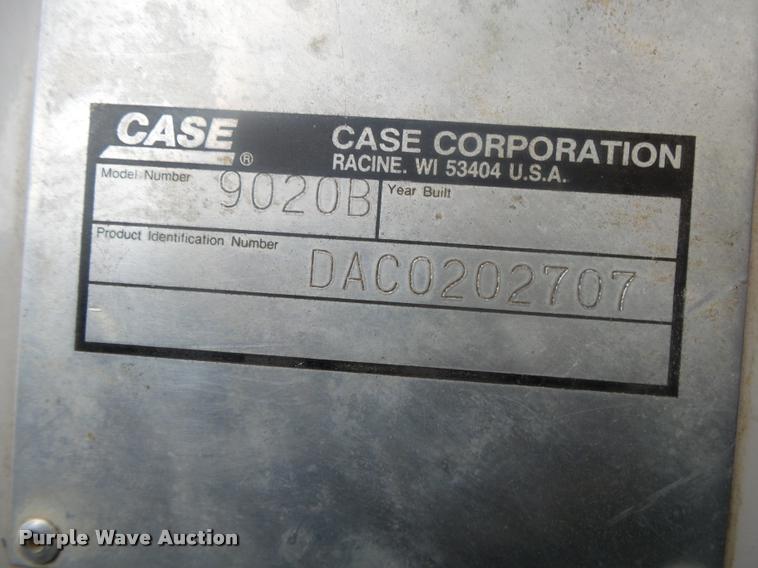 CASE ®
CASE CORPORATION
RACINE. WI 53404 U.S.A.
Model Number 9020B
Year Built
Product Identification Number DAC0202707
Purple Wave Auction